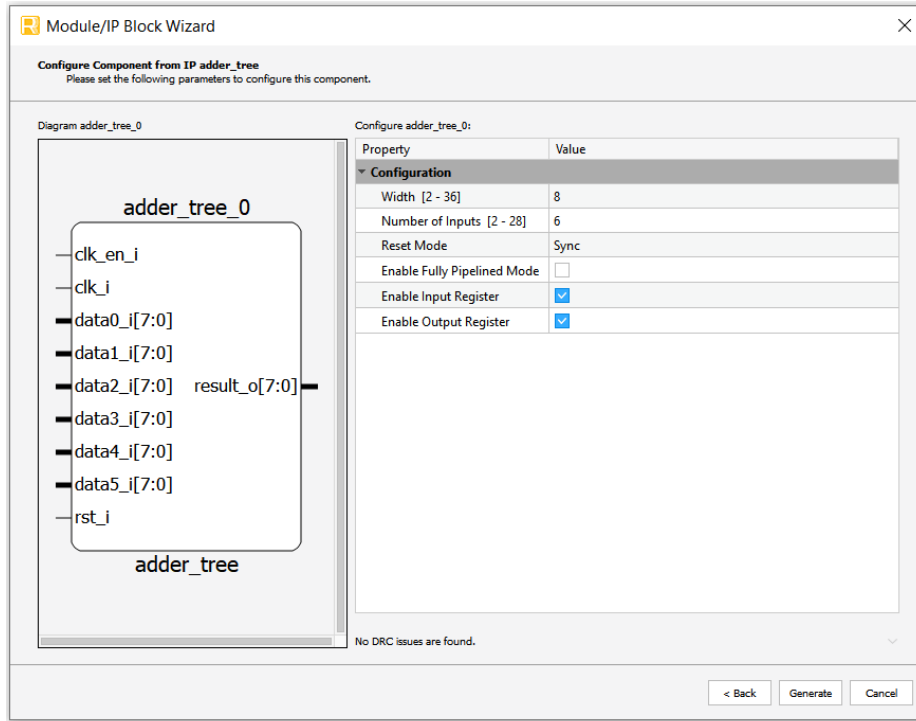 Module/IP Block Wizard
Configure Component from IP adder_tree
Please set the following parameters to configure this component.
Diagram adder_tree_0
adder_tree_0
clk_en_i
clk_i
data0_i[7:0]
data1_i[7:0]
data2_i[7:0] result_o[7:0]
data3_i[7:0]
data4_i[7:0]
data5_i[7:0]
rst_i
adder_tree
Configure adder_tree_0:
Property Value
Configuration
Width [2 - 36] 8
Number of Inputs [2 - 28] 6
Reset Mode Sync
Enable Fully Pipelined Mode
Enable Input Register
Enable Output Register
No DRC issues are found.
< Back Generate Cancel